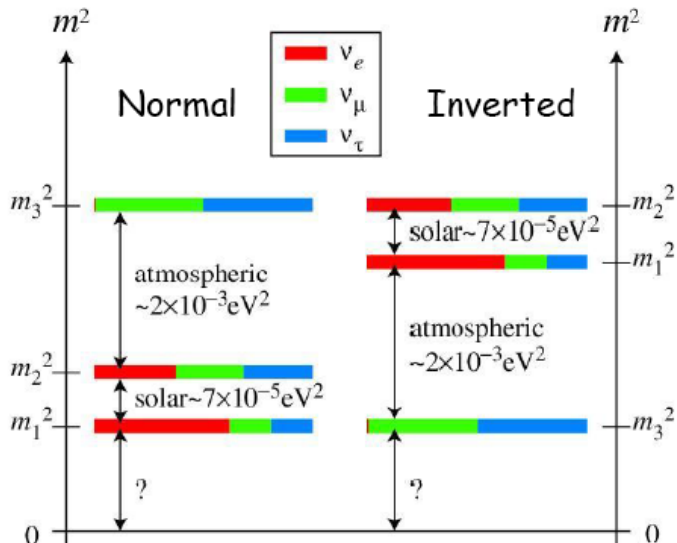 m²
m²
νₑ
ν_μ
ν_τ
Normal
Inverted
m₃²
m₂²
solar~7×10⁻⁵eV²
m₁²
atmospheric
~2×10⁻³eV²
atmospheric
~2×10⁻³eV²
m₂²
solar~7×10⁻⁵eV²
m₁²
m₃²
?
?
0
0